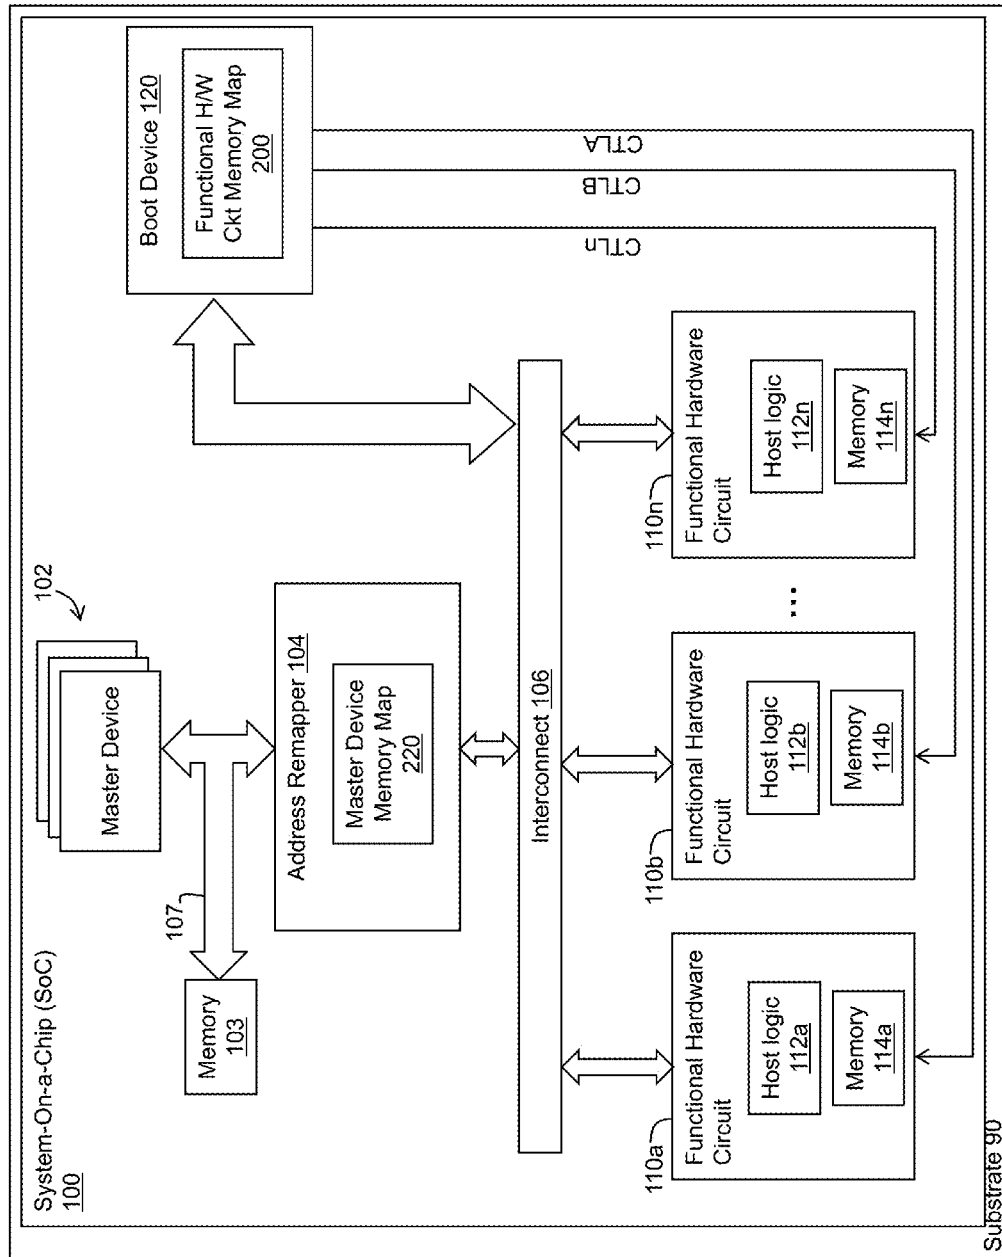 System-On-a-Chip (SoC)
100
102
Master Device
107
Memory
103
Address Remapper 104
Master Device
Memory Map
220
Boot Device 120
Functional H/W
Ckt Memory Map
200
Interconnect 106
CTLn
CTLB
CTLA
110a
Functional Hardware
Circuit
Host logic
112a
Memory
114a
110b
Functional Hardware
Circuit
Host logic
112b
Memory
114b
...
110n
Functional Hardware
Circuit
Host logic
112n
Memory
114n
Substrate 90